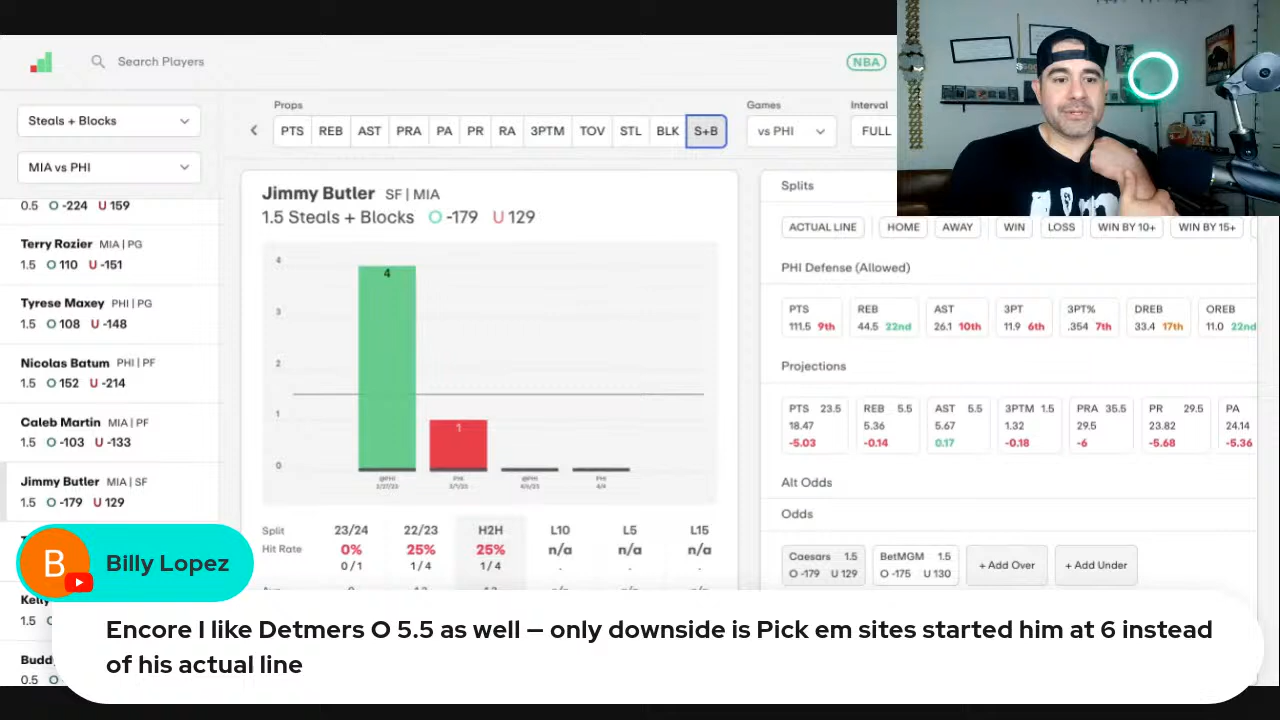 Search Players
NBA
Steals + Blocks
MIA vs PHI
0.5 O -224 U 159
Terry Rozier MIA | PG
1.5 O 110 U -151
Tyrese Maxey PHI | PG
1.5 O 108 U -148
Nicolas Batum PHI | PF
1.5 O 152 U -214
Caleb Martin MIA | PF
1.5 O -103 U -133
Jimmy Butler MIA | SF
1.5 O -179 U 129
Props
PTS REB AST PRA PA PR RA 3PTM TOV STL BLK S+B
Games
vs PHI
Interval
FULL
Jimmy Butler SF | MIA
1.5 Steals + Blocks O -179 U 129
4
3
2
1
0
4
1
Split 23/24 22/23 H2H L10 L5 L15
Hit Rate 0% 25% 25% n/a n/a n/a
0 / 1 1 / 4 1 / 4
Splits
ACTUAL LINE HOME AWAY WIN LOSS WIN BY 10+ WIN BY 15+
PHI Defense (Allowed)
PTS REB AST 3PT 3PT% DREB OREB
111.5 9th 44.5 22nd 26.1 10th 11.9 6th .354 7th 33.4 17th 11.0 22nd
Projections
PTS 23.5 REB 5.5 AST 5.5 3PTM 1.5 PRA 35.5 PR 29.5 PA
18.47 5.36 5.67 1.32 29.5 23.82 24.14
-5.03 -0.14 0.17 -0.18 -6 -5.68 -5.36
Alt Odds
Odds
Caesars 1.5 BetMGM 1.5 + Add Over + Add Under
O -179 U 129 O -175 U 130
B
Billy Lopez
Kelly
1.5
Buddy
0.5
Encore I like Detmers O 5.5 as well — only downside is Pick em sites started him at 6 instead
of his actual line